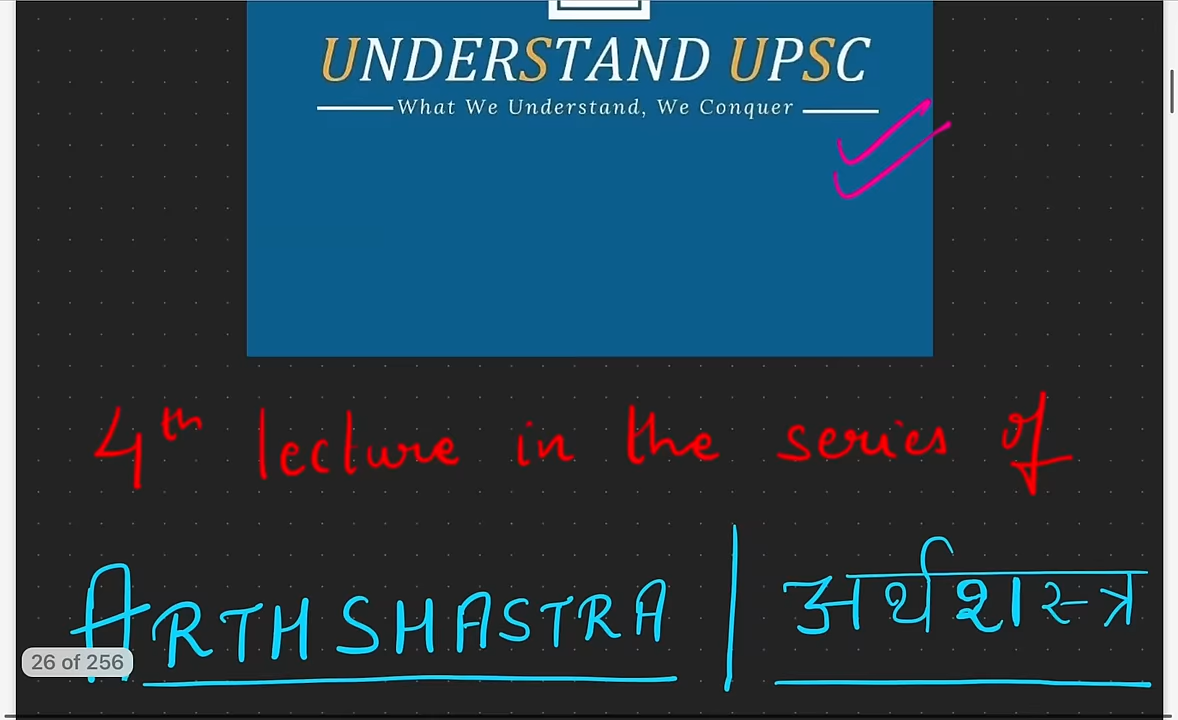 UNDERSTAND UPSC
What We Understand, We Conquer
4th lecture in the series of
ARTHSHASTRA | अर्थशास्त्र
26 of 256